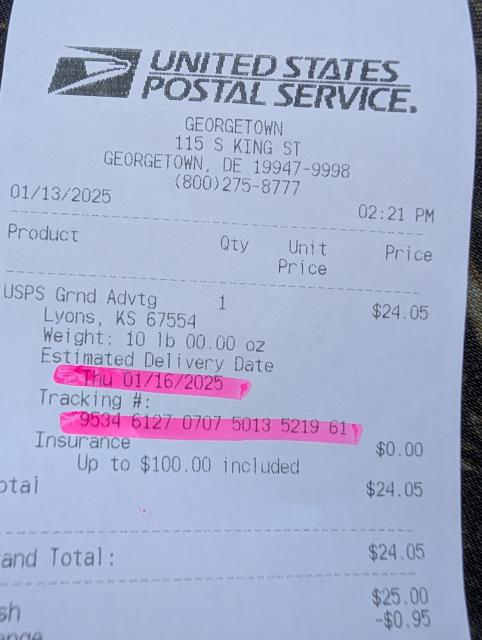 UNITED STATES
POSTAL SERVICE.
GEORGETOWN
115 S KING ST
GEORGETOWN, DE 19947-9998
(800)275-8777
01/13/2025 02:21 PM
Product Qty Unit Price
Price
USPS Grnd Advtg 1 $24.05
Lyons, KS 67554
Weight: 10 lb 00.00 oz
Estimated Delivery Date
Thu 01/16/2025
Tracking #:
9534 6127 0707 5013 5219 61
Insurance $0.00
Up to $100.00 included
otal $24.05
and Total: $24.05
sh $25.00
-$0.95